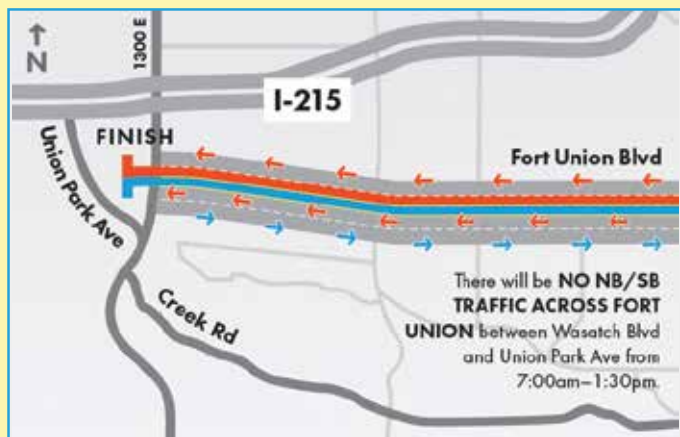 N
1300 E
I-215
FINISH
Union Park Ave
Fort Union Blvd
Creek Rd
There will be NO NB/SB
TRAFFIC ACROSS FORT
UNION between Wasatch Blvd
and Union Park Ave from
7:00am–1:30pm.